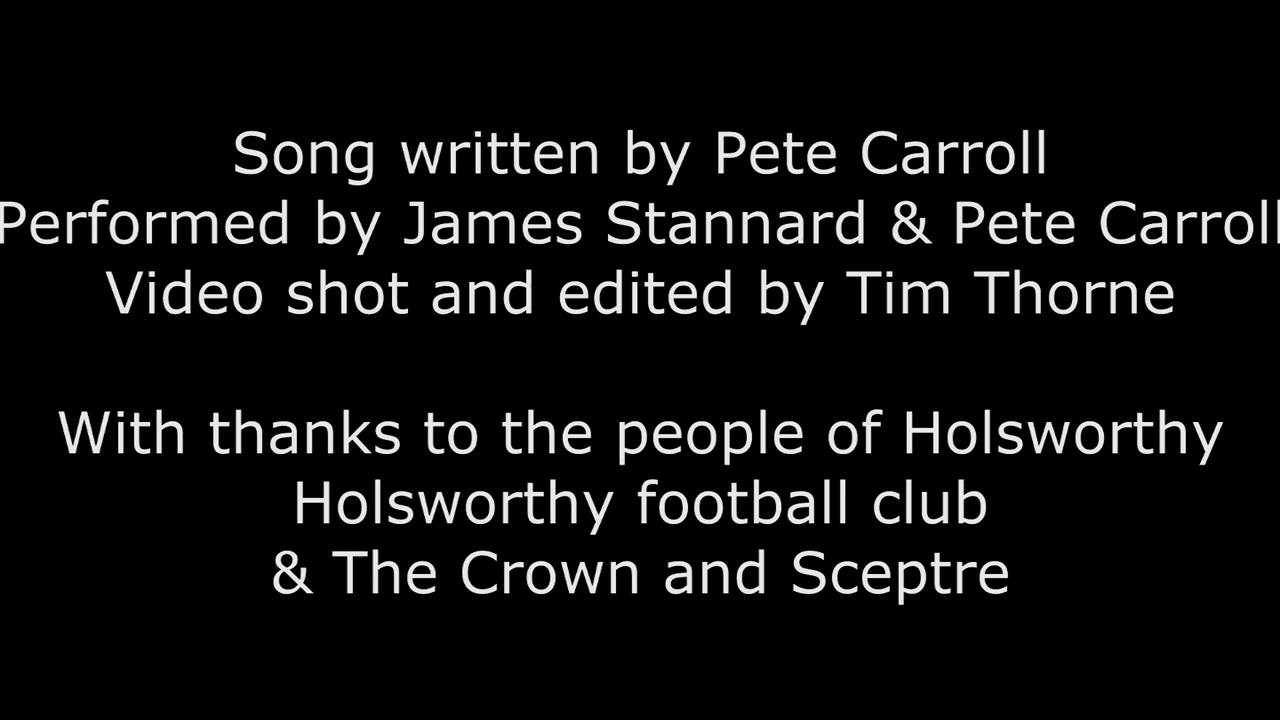 Song written by Pete Carroll
Performed by James Stannard & Pete Carroll
Video shot and edited by Tim Thorne
With thanks to the people of Holsworthy
Holsworthy football club
& The Crown and Sceptre